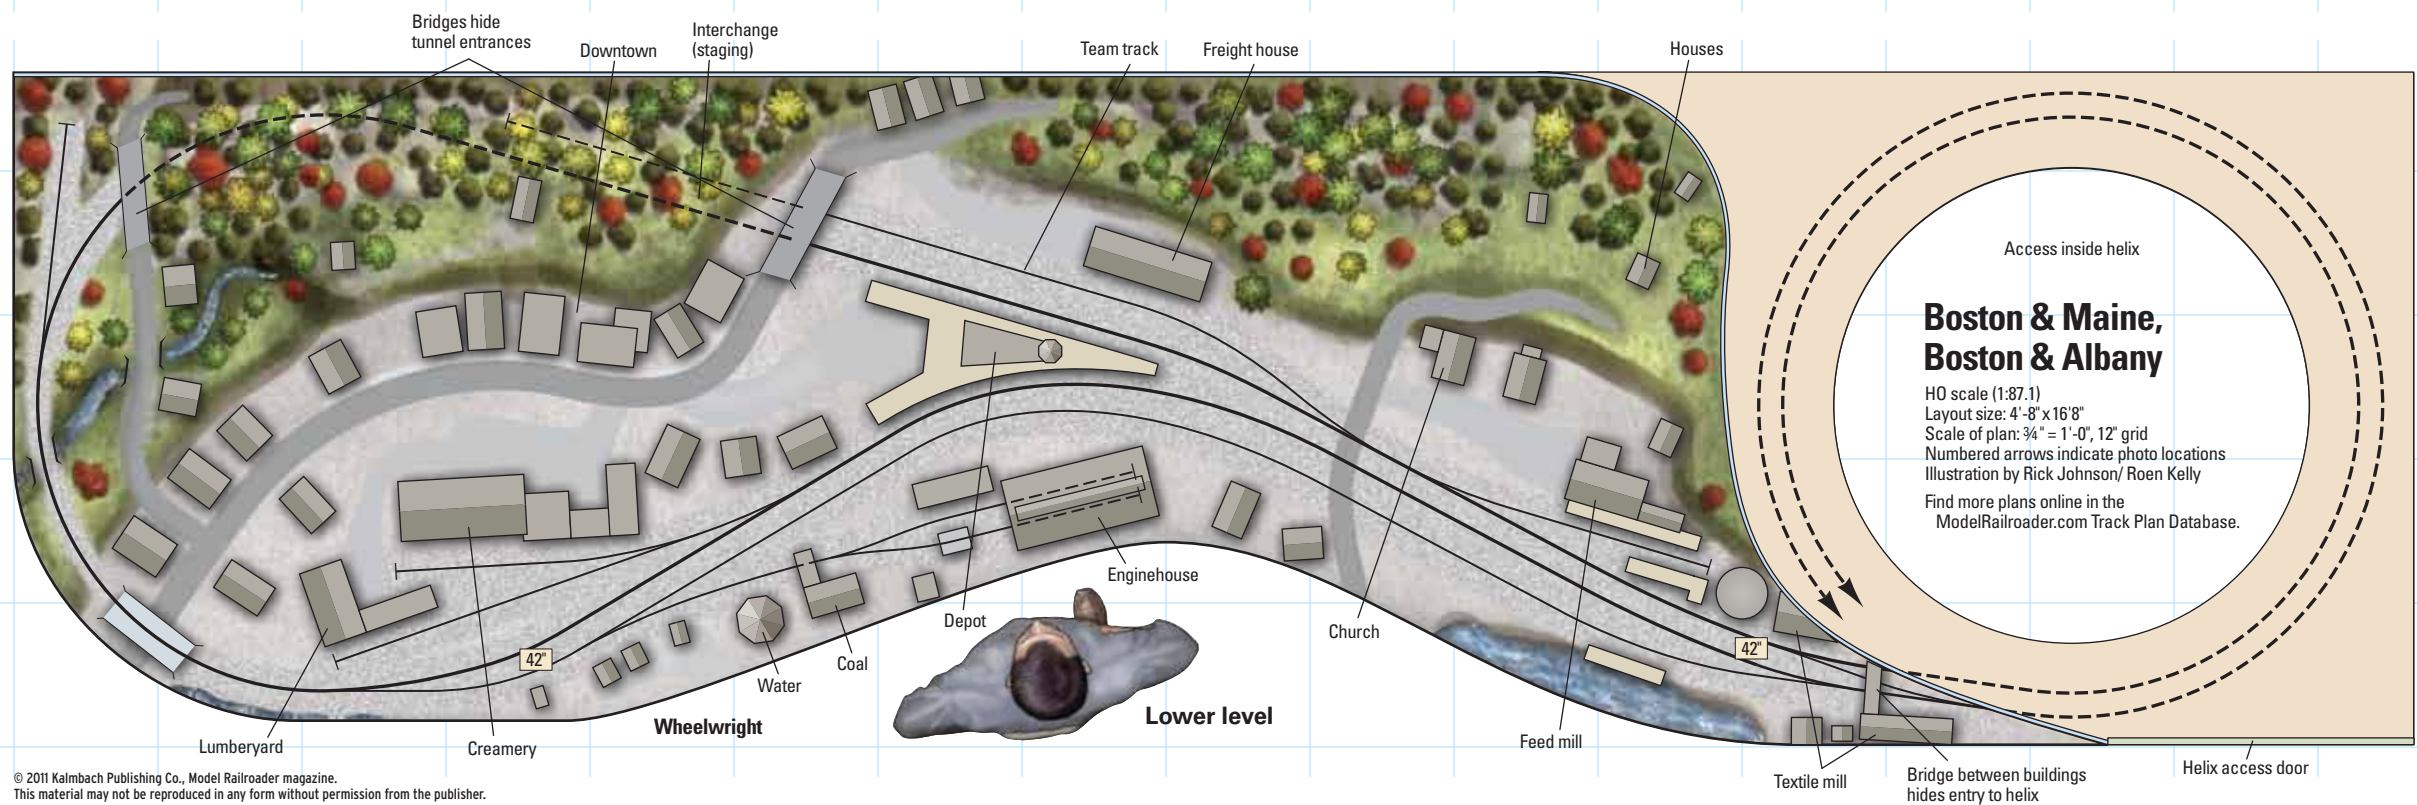 Bridges hide
tunnel entrances
Downtown
Interchange
(staging)
Team track
Freight house
Houses
Access inside helix
Boston & Maine,
Boston & Albany
HO scale (1:87.1)
Layout size: 4'-8" x 16'8"
Scale of plan: ¾" = 1'-0", 12" grid
Numbered arrows indicate photo locations
Illustration by Rick Johnson/ Roen Kelly
Find more plans online in the
ModelRailroader.com Track Plan Database.
Enginehouse
Depot
Church
42"
42"
Coal
Water
Lower level
Wheelwright
Lumberyard
Creamery
Feed mill
Textile mill
Bridge between buildings
hides entry to helix
Helix access door
© 2011 Kalmbach Publishing Co., Model Railroader magazine.
This material may not be reproduced in any form without permission from the publisher.